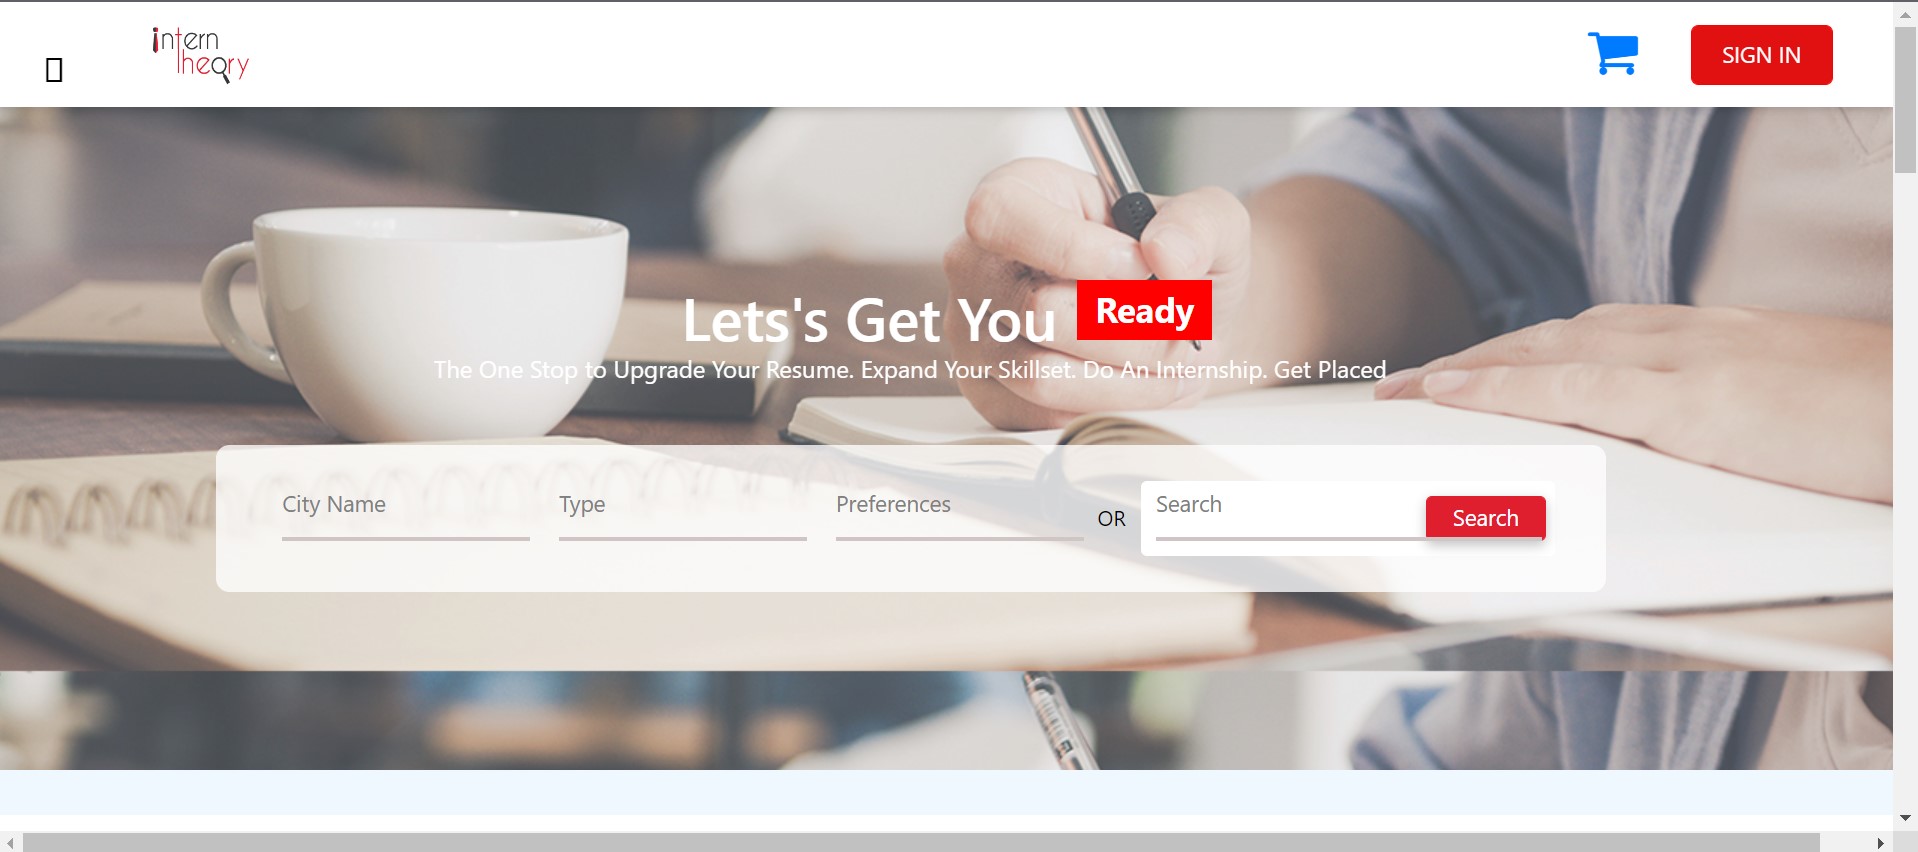 intern
theory
SIGN IN
Lets's Get You Ready
The One Stop to Upgrade Your Resume. Expand Your Skillset. Do An Internship. Get Placed
City Name Type Preferences OR Search Search